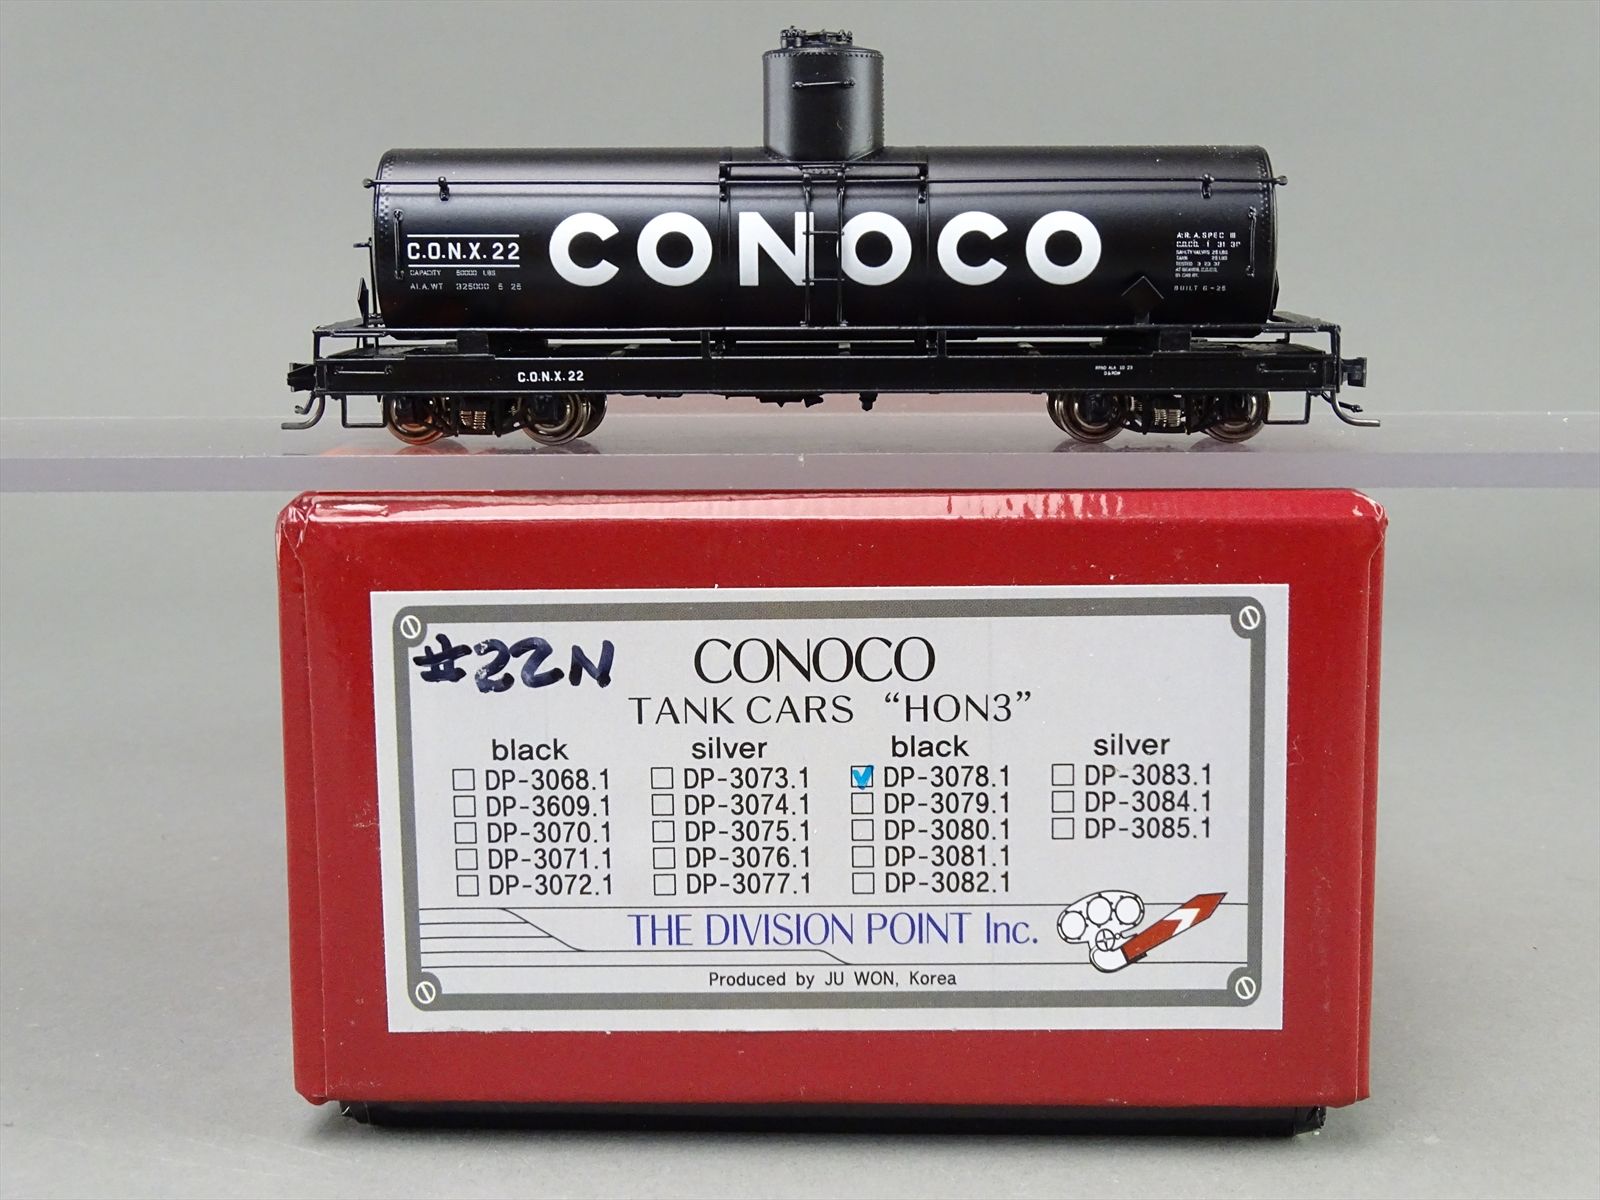 CONOCO
C.O.N.X. 22
CAPACITY 50000 LBS
A.R.A. SPEC III
BUILT 6-26
C.O.N.X. 22
#22N
CONOCO
TANK CARS “HON3”
black silver black silver
DP-3068.1 DP-3073.1 DP-3078.1 DP-3083.1
DP-3609.1 DP-3074.1 DP-3079.1 DP-3084.1
DP-3070.1 DP-3075.1 DP-3080.1 DP-3085.1
DP-3071.1 DP-3076.1 DP-3081.1
DP-3072.1 DP-3077.1 DP-3082.1
THE DIVISION POINT Inc.
Produced by JU WON, Korea